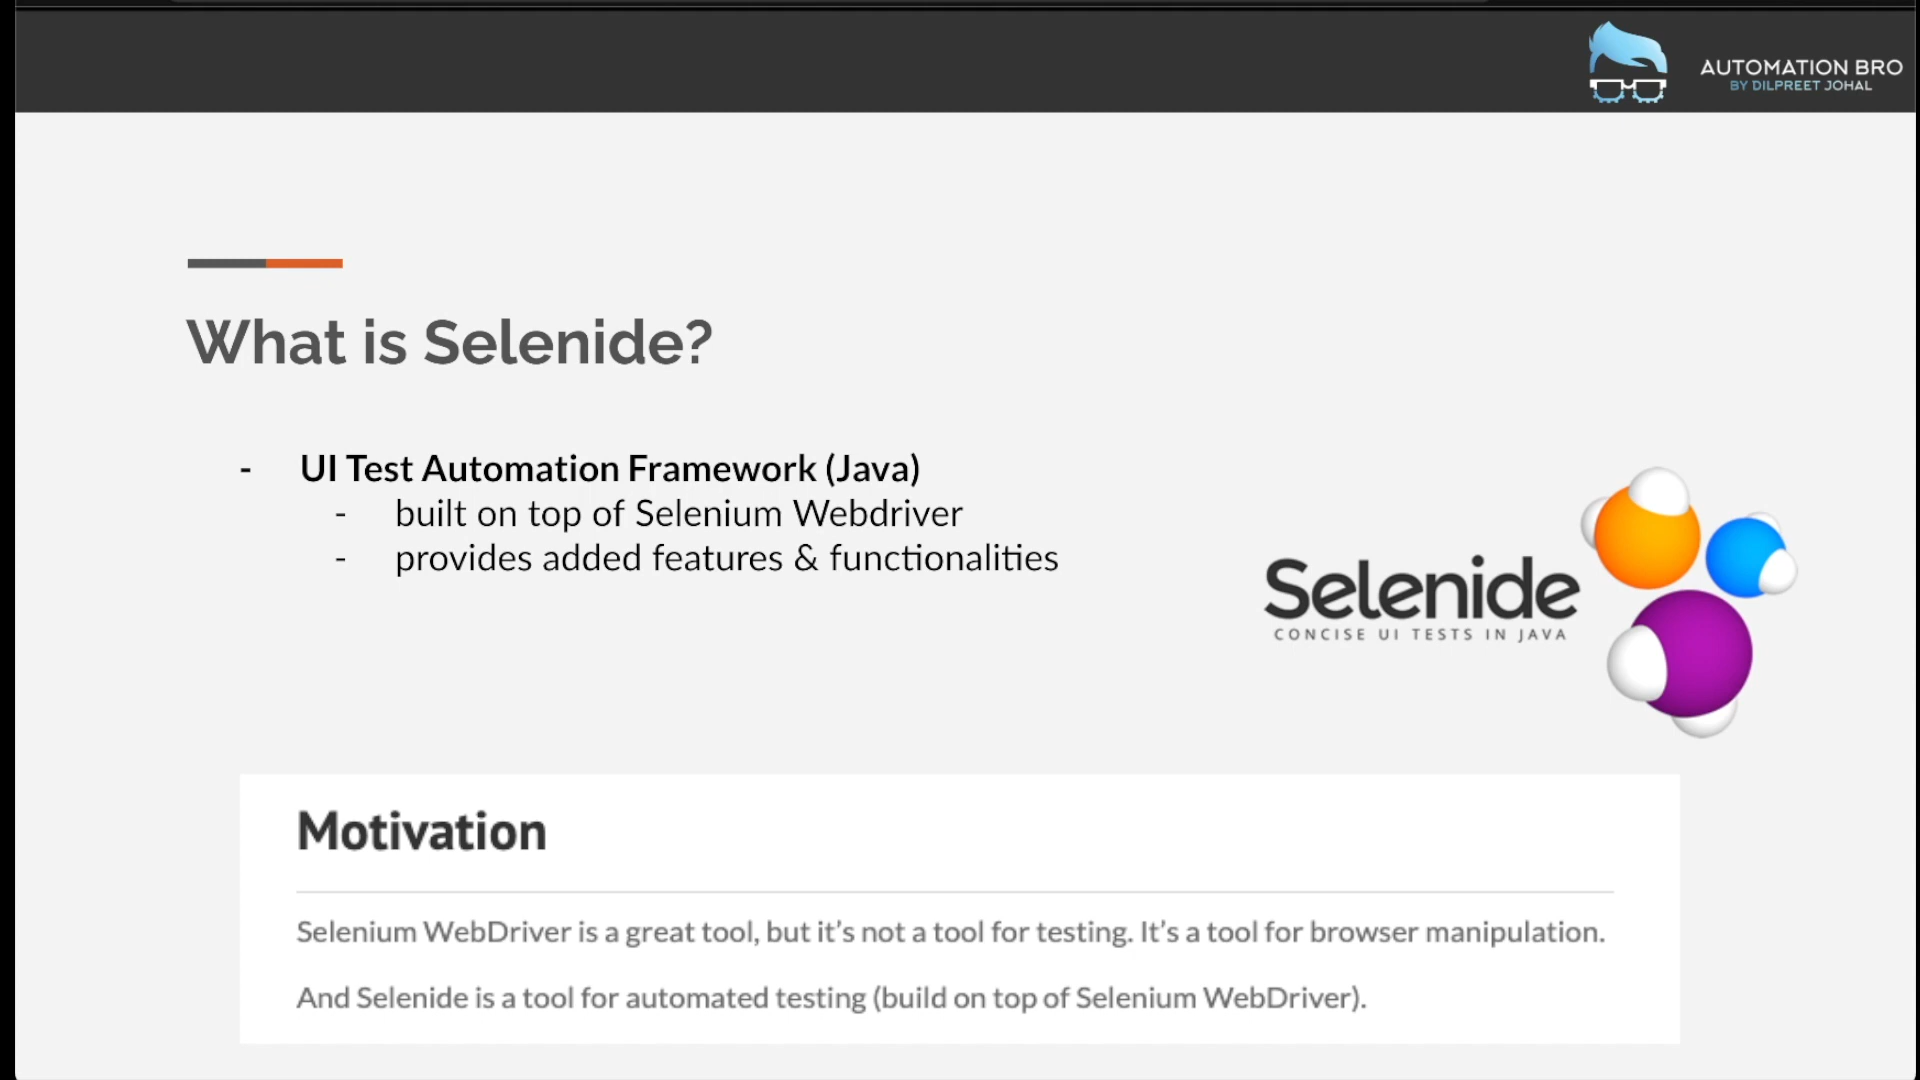 AUTOMATION BRO
BY DILPREET JOHAL
What is Selenide?
- UI Test Automation Framework (Java)
- built on top of Selenium Webdriver
- provides added features & functionalities
Selenide
CONCISE UI TESTS IN JAVA
Motivation
Selenium WebDriver is a great tool, but it's not a tool for testing. It's a tool for browser manipulation.
And Selenide is a tool for automated testing (build on top of Selenium WebDriver).